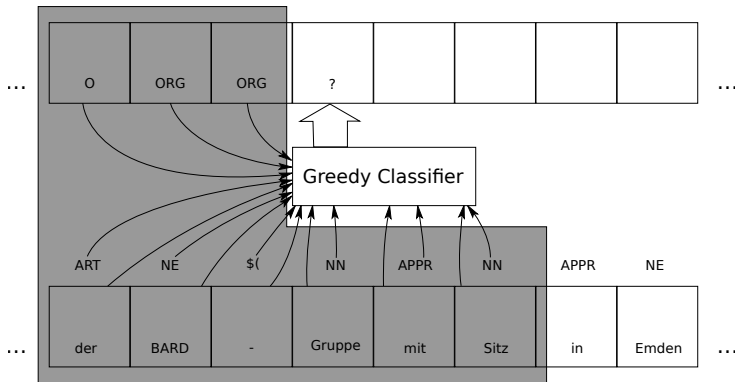 ... O ORG ORG ? ...
Greedy Classifier
ART NE $( NN APPR NN APPR NE
... der BARD - Gruppe mit Sitz in Emden ...